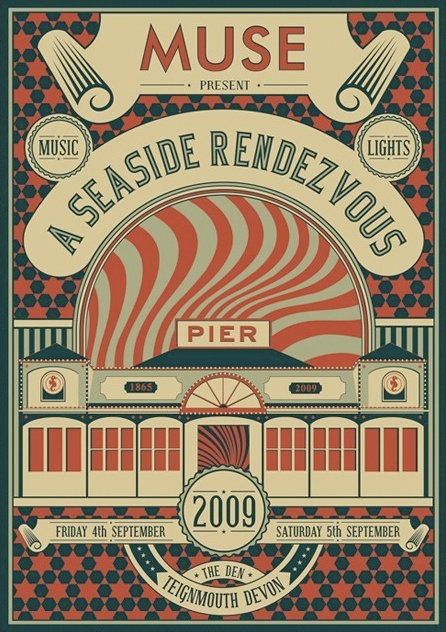 MUSE
PRESENT
MUSIC
LIGHTS
A SEASIDE RENDEZVOUS
PIER
1865
2009
2009
FRIDAY 4th SEPTEMBER
SATURDAY 5th SEPTEMBER
THE DEN
TEIGNMOUTH DEVON